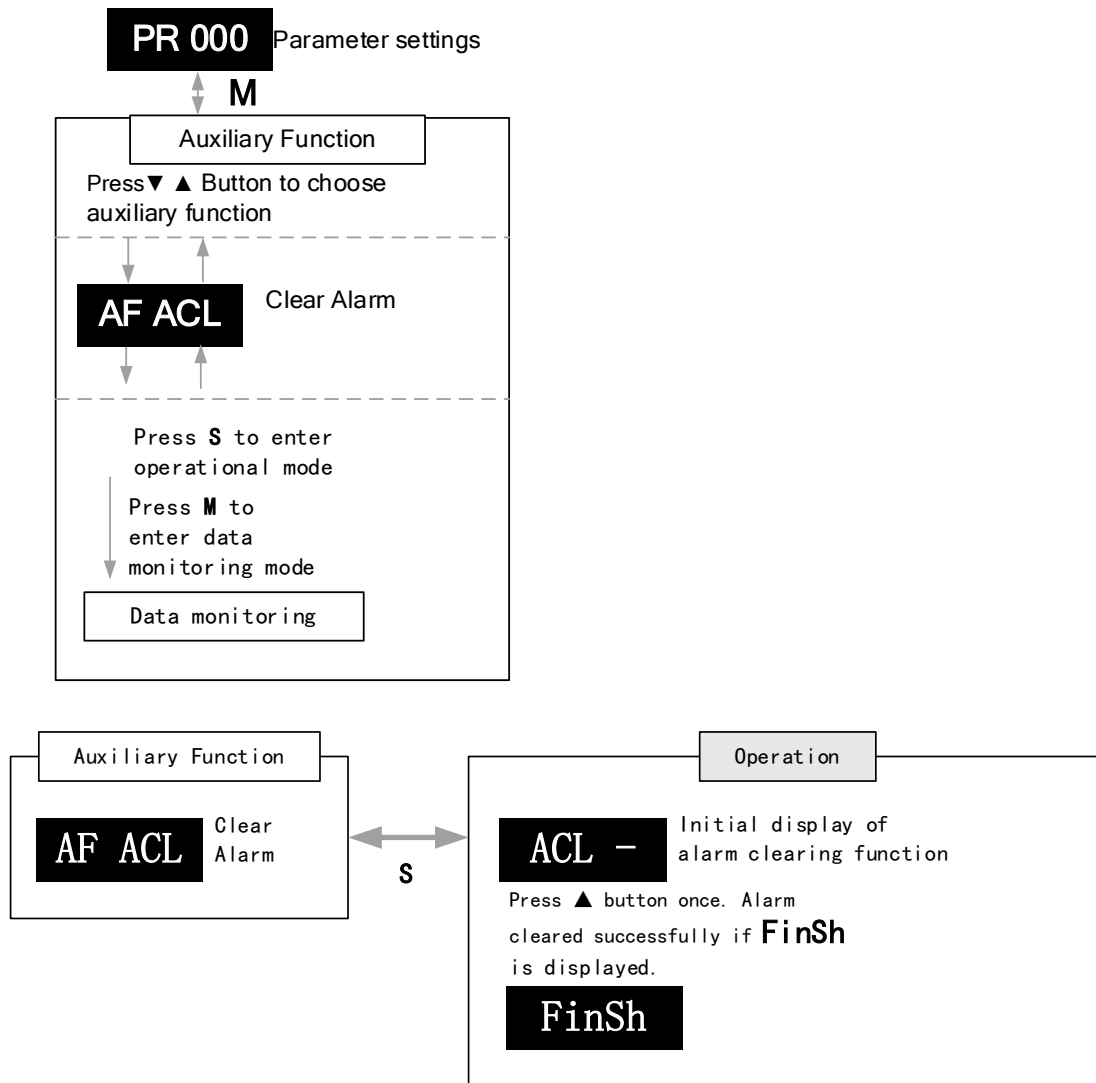 PR 000 Parameter settings
M
Auxiliary Function
Press▼ ▲ Button to choose
auxiliary function
AF ACL Clear Alarm
Press S to enter
operational mode
Press M to
enter data
monitoring mode
Data monitoring
Auxiliary Function
AF ACL
Clear
Alarm
S
Operation
ACL -
Initial display of
alarm clearing function
Press ▲ button once. Alarm
cleared successfully if FinSh
is displayed.
FinSh